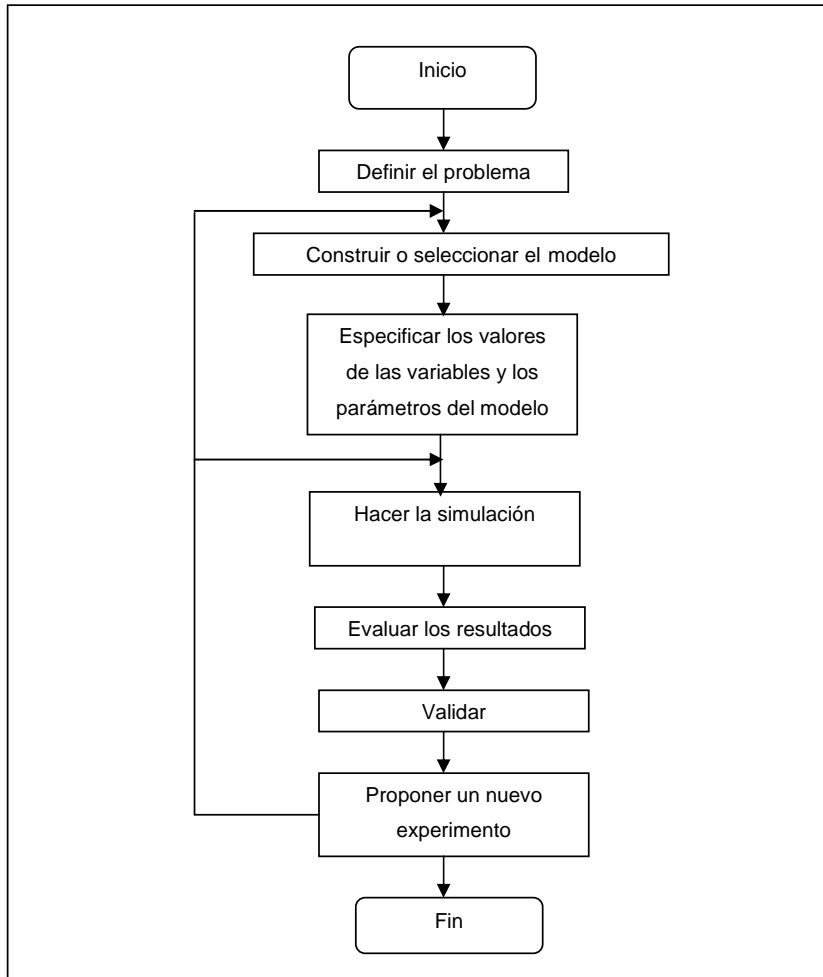 Inicio
Definir el problema
Construir o seleccionar el modelo
Especificar los valores
de las variables y los
parámetros del modelo
Hacer la simulación
Evaluar los resultados
Validar
Proponer un nuevo
experimento
Fin